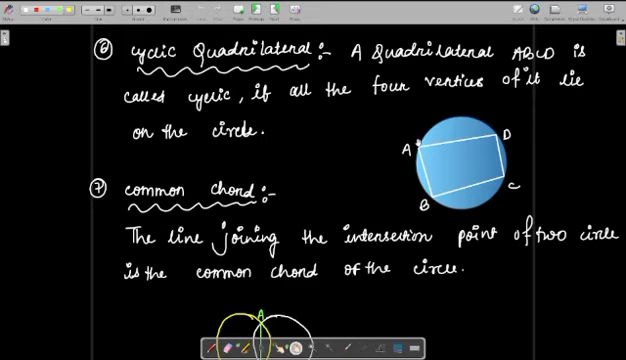 ⑥ cyclic Quadrilateral :- A Quadrilateral ABCD is
called cyclic, if all the four vertices of it lie
on the circle.
A
D
B
C
⑦ common chord :-
The line joining the intersection point of two circle
is the common chord of the circle.
A